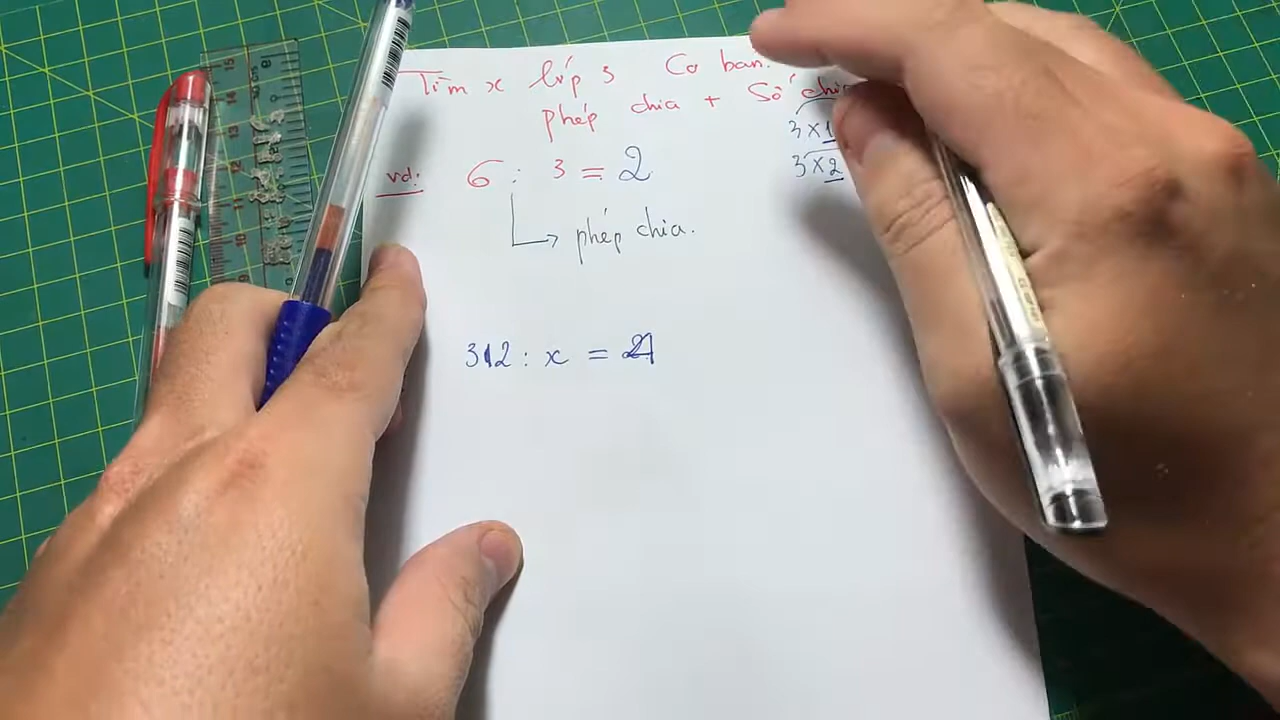 Tìm x lớp 3 Cơ bản.
phép chia + Số chia
3 x 1
3 x 2
vd: 6 : 3 = 2
phép chia.
312 : x =